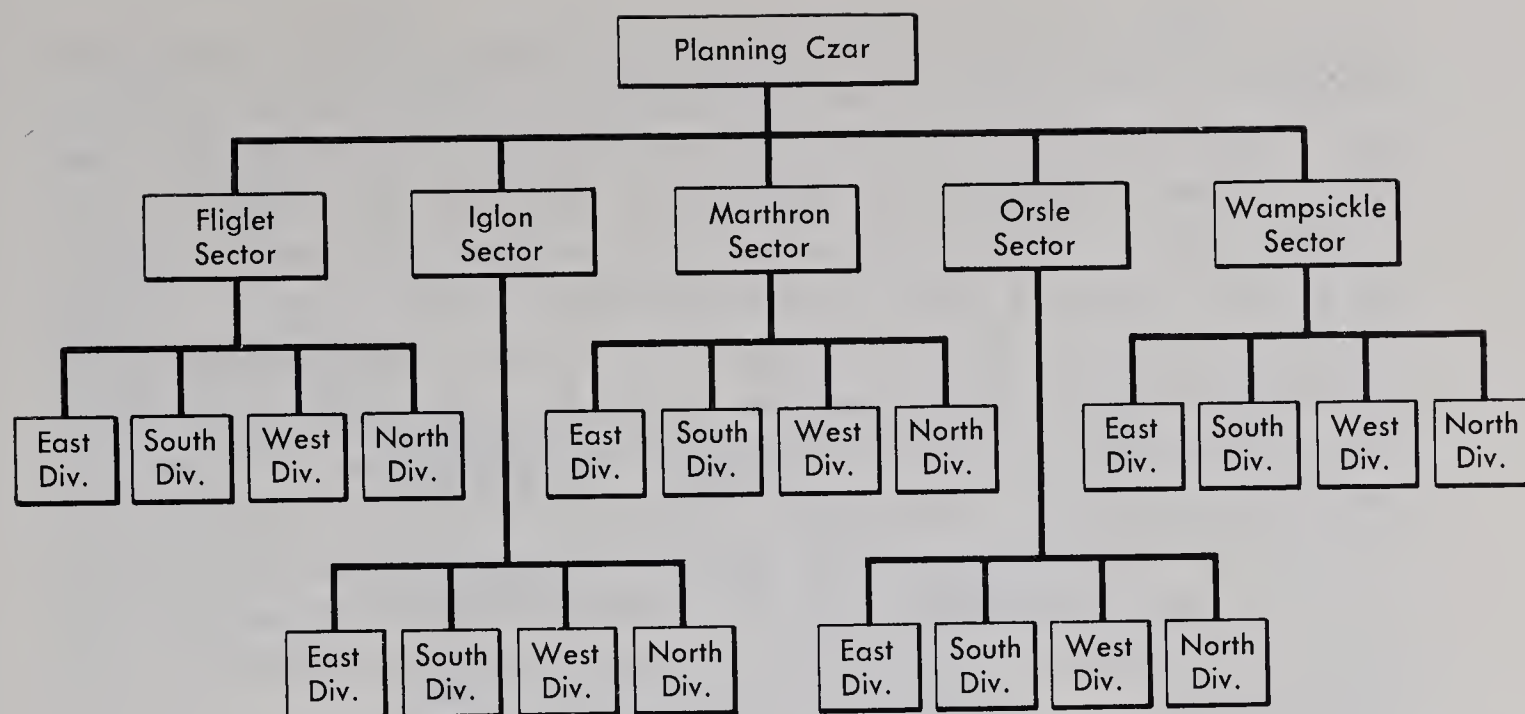 Planning Czar
Fliglet
Sector
Iglon
Sector
Marthron
Sector
Orsle
Sector
Wampsickle
Sector
East
Div.
South
Div.
West
Div.
North
Div.
East
Div.
South
Div.
West
Div.
North
Div.
East
Div.
South
Div.
West
Div.
North
Div.
East
Div.
South
Div.
West
Div.
North
Div.
East
Div.
South
Div.
West
Div.
North
Div.